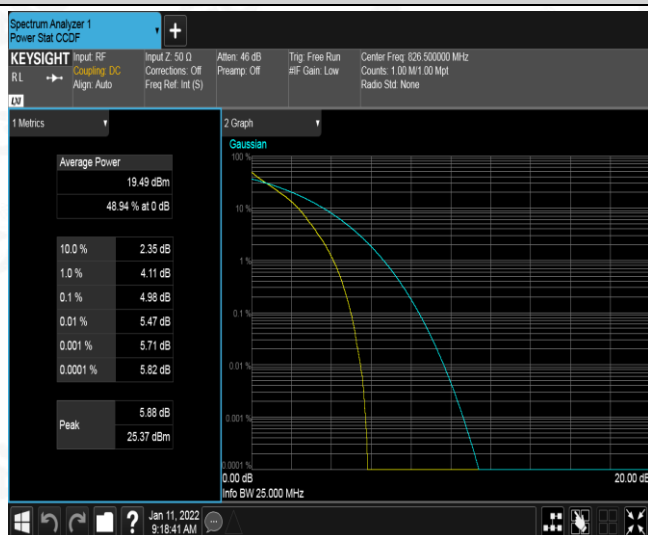 Spectrum Analyzer 1
Power Stat CCDF
+
KEYSIGHT
RL
LXI
Input: RF
Coupling: DC
Align: Auto
Input Z: 50 Ω
Corrections: Off
Freq Ref: Int (S)
Atten: 46 dB
Preamp: Off
Trig: Free Run
#IF Gain: Low
Center Freq: 826.500000 MHz
Counts: 1.00 M/1.00 Mpt
Radio Std: None
1 Metrics
Average Power
19.49 dBm
48.94 % at 0 dB
10.0 % 2.35 dB
1.0 % 4.11 dB
0.1 % 4.98 dB
0.01 % 5.47 dB
0.001 % 5.71 dB
0.0001 % 5.82 dB
Peak
5.88 dB
25.37 dBm
2 Graph
Gaussian
100 %
10 %
1 %
0.1 %
0.01 %
0.001 %
0.0001 %
0.00 dB
20.00 dB
Info BW 25.000 MHz
?
Jan 11, 2022
9:18:41 AM